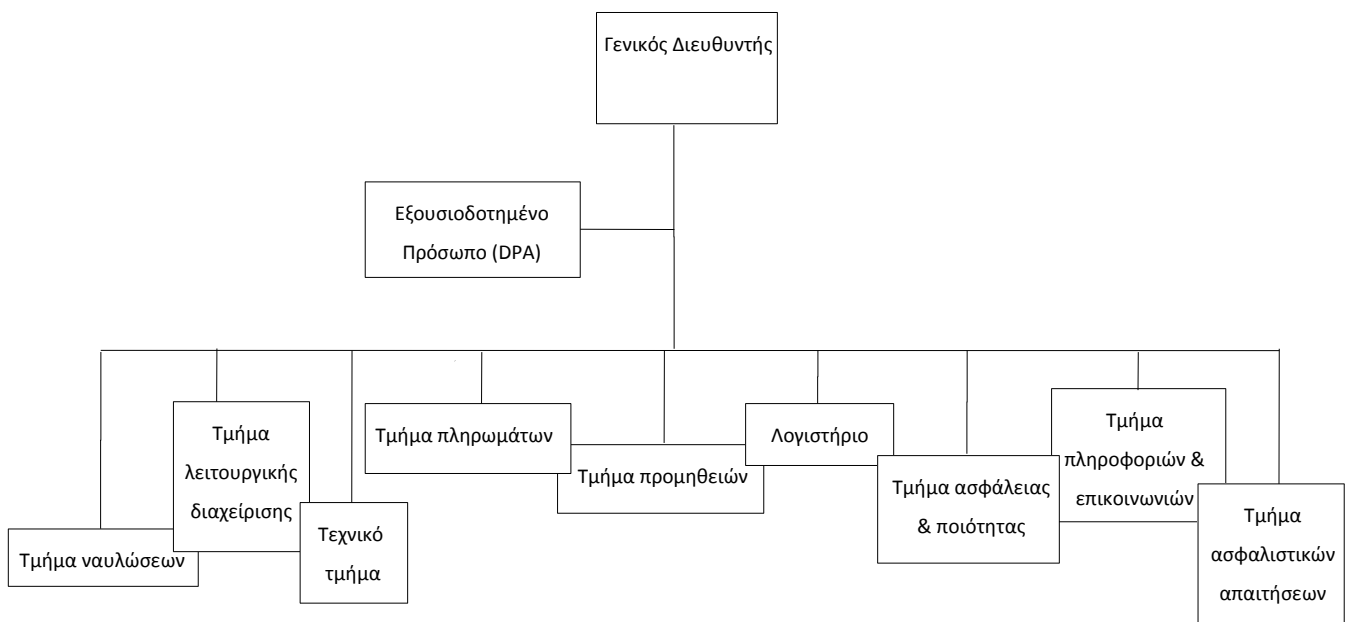 Γενικός Διευθυντής
Εξουσιοδοτημένο
Πρόσωπο (DPA)
Τμήμα ναυλώσεων
Τμήμα
λειτουργικής
διαχείρισης
Τεχνικό
τμήμα
Τμήμα πληρωμάτων
Τμήμα προμηθειών
Λογιστήριο
Τμήμα ασφάλειας
& ποιότητας
Τμήμα
πληροφοριών &
επικοινωνιών
Τμήμα
ασφαλιστικών
απαιτήσεων